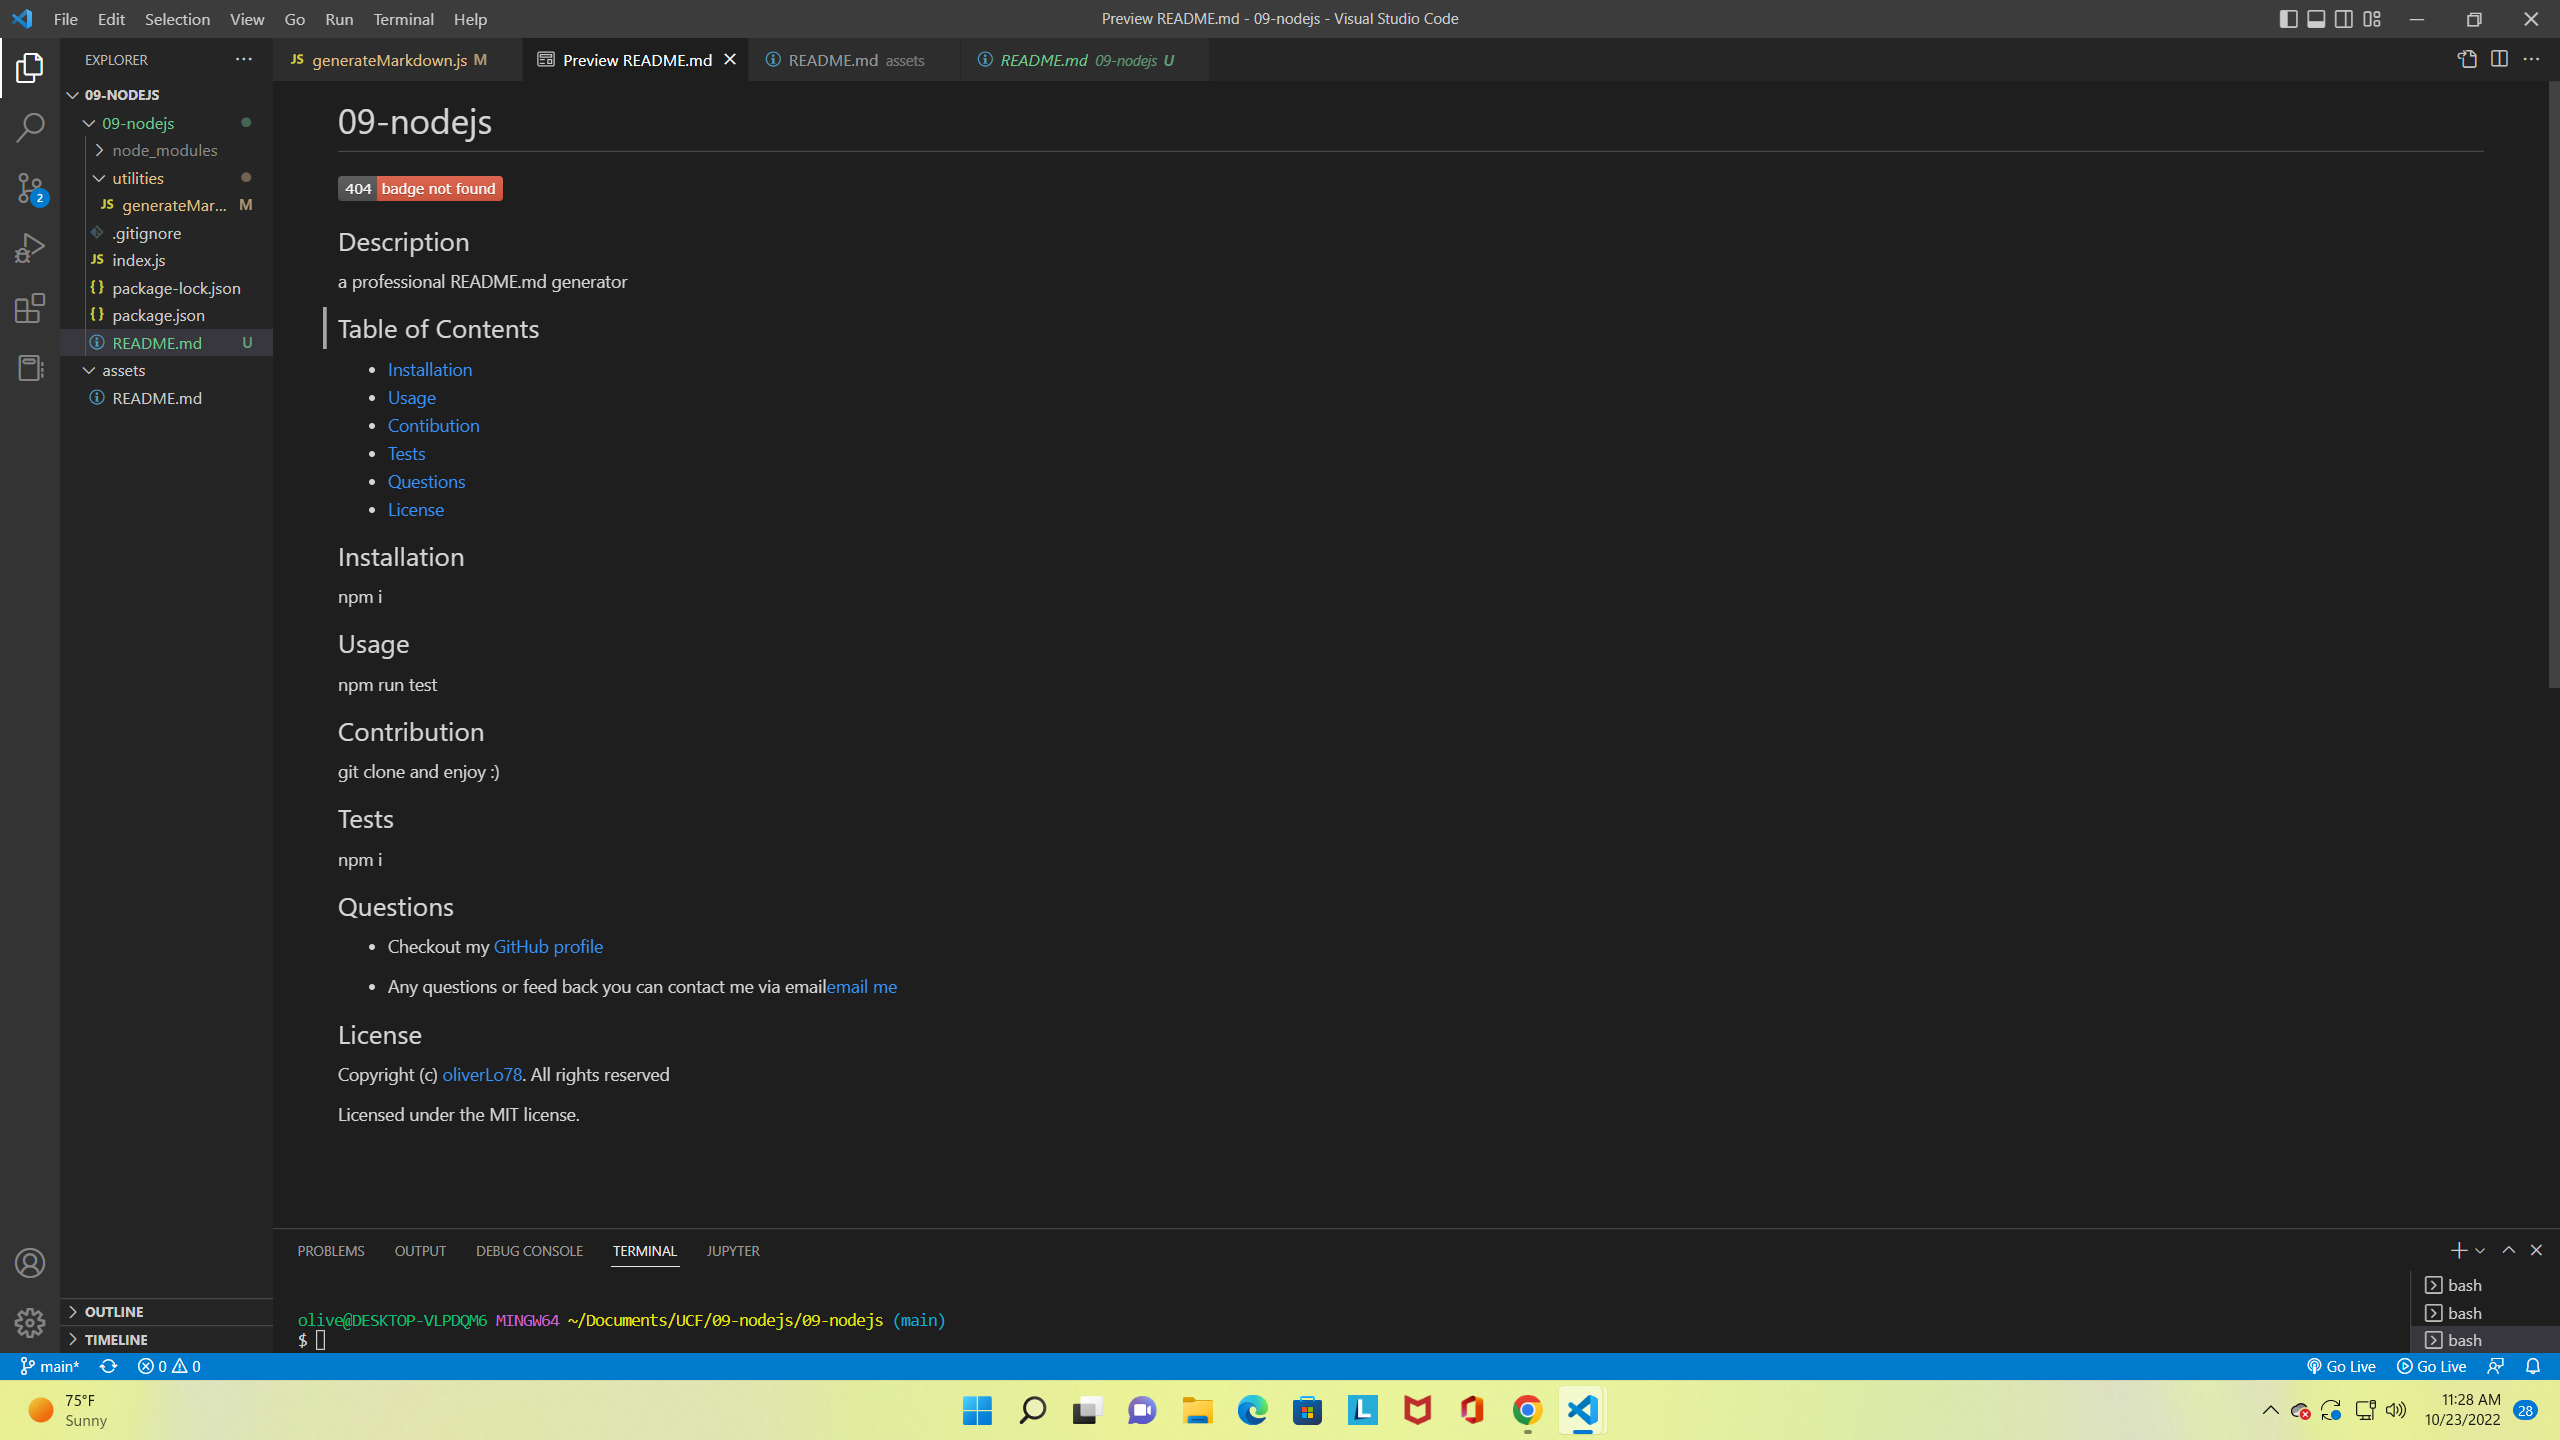 File Edit Selection View Go Run Terminal Help
Preview README.md - 09-nodejs - Visual Studio Code
EXPLORER
JS generateMarkdown.js M
Preview README.md
README.md assets
README.md 09-nodejs U
09-NODEJS
09-nodejs
node_modules
utilities
JS generateMar... M
.gitignore
JS index.js
{ } package-lock.json
{ } package.json
README.md U
assets
README.md
2
OUTLINE
TIMELINE
09-nodejs
404 badge not found
Description
a professional README.md generator
Table of Contents
• Installation
• Usage
• Contibution
• Tests
• Questions
• License
Installation
npm i
Usage
npm run test
Contribution
git clone and enjoy :)
Tests
npm i
Questions
• Checkout my GitHub profile
• Any questions or feed back you can contact me via emailemail me
License
Copyright (c) oliverLo78. All rights reserved
Licensed under the MIT license.
PROBLEMS OUTPUT DEBUG CONSOLE TERMINAL JUPYTER
bash
bash
bash
olive@DESKTOP-VLPDQM6 MINGW64 ~/Documents/UCF/09-nodejs/09-nodejs (main)
$
main* 0 0
Go Live Go Live
75°F
Sunny
L
11:28 AM
10/23/2022
28